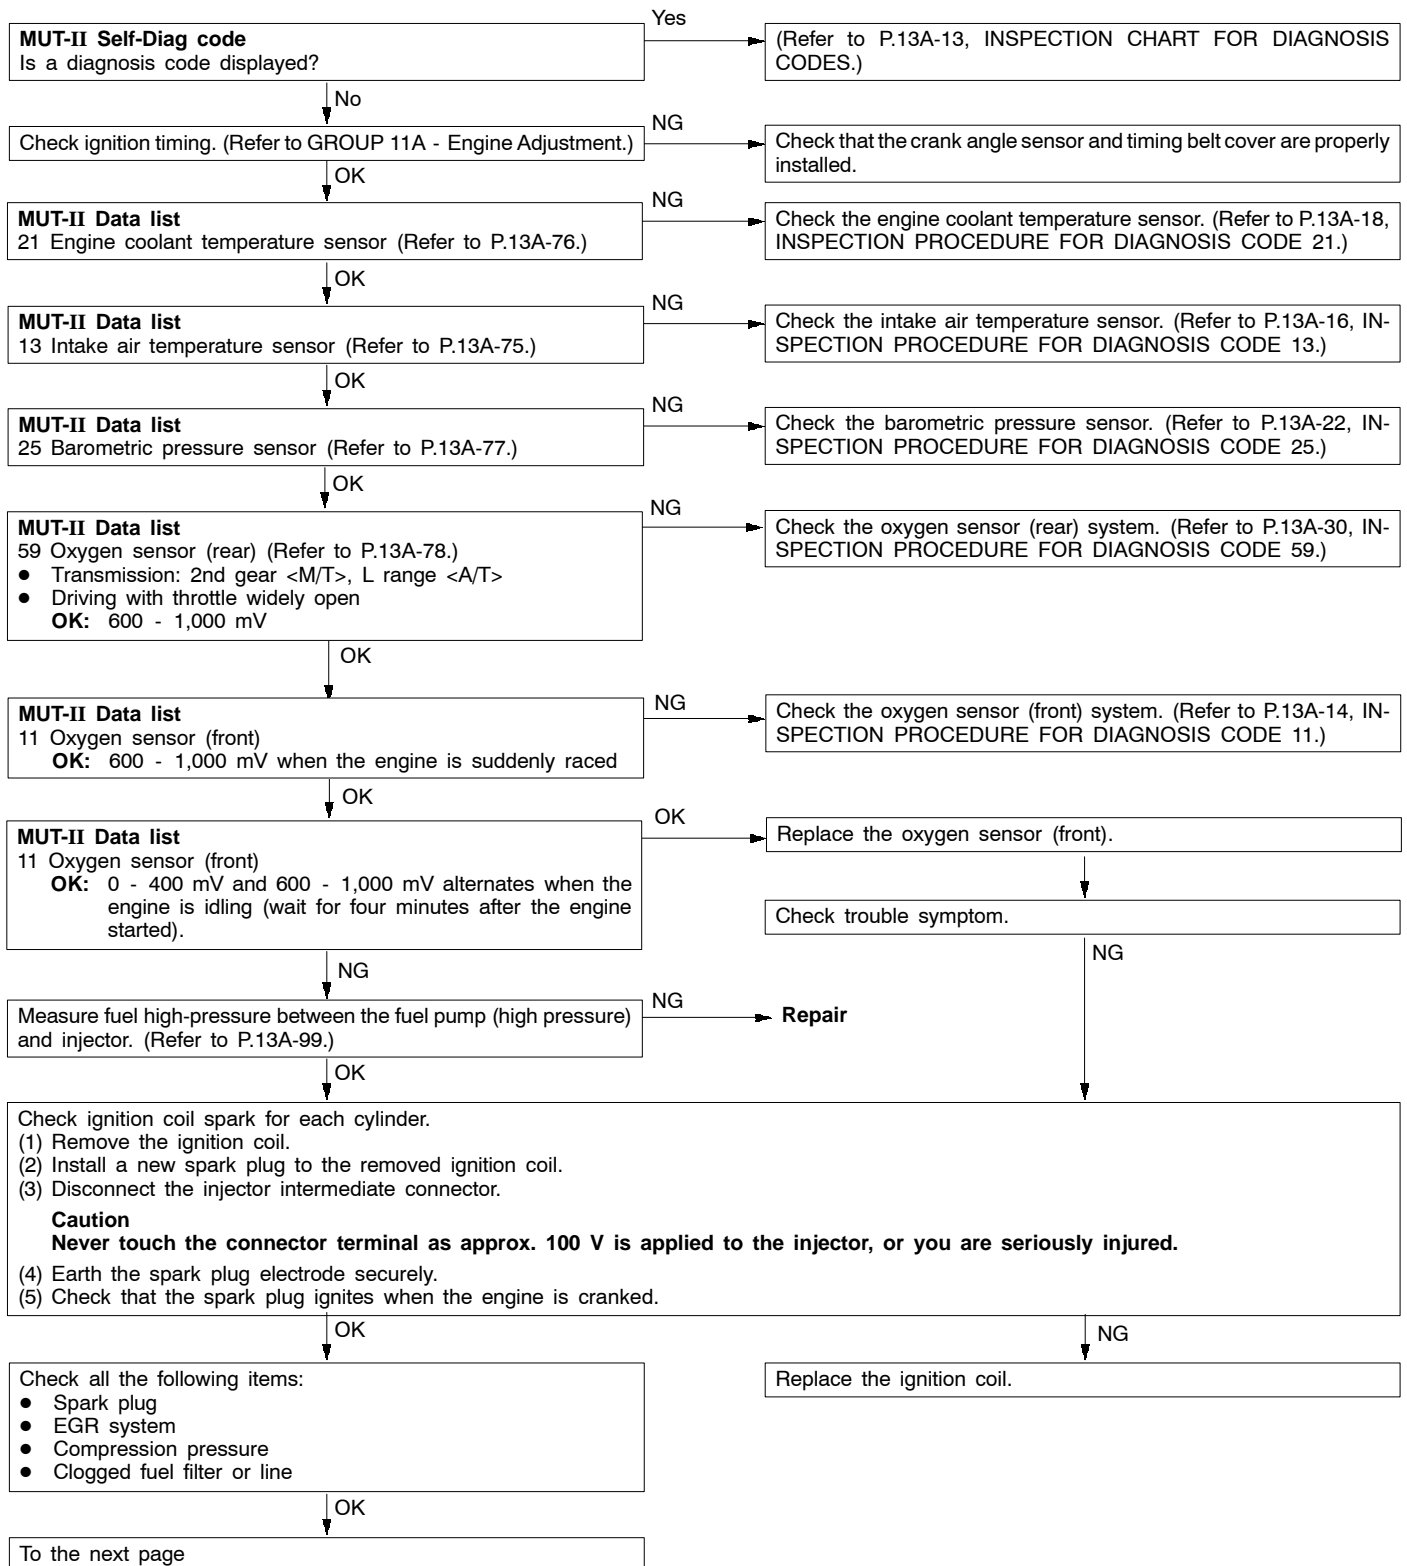 MUT-II Self-Diag code
Is a diagnosis code displayed?
Yes
(Refer to P.13A-13, INSPECTION CHART FOR DIAGNOSIS
CODES.)
No
Check ignition timing. (Refer to GROUP 11A - Engine Adjustment.)
NG
Check that the crank angle sensor and timing belt cover are properly
installed.
OK
MUT-II Data list
21 Engine coolant temperature sensor (Refer to P.13A-76.)
NG
Check the engine coolant temperature sensor. (Refer to P.13A-18,
INSPECTION PROCEDURE FOR DIAGNOSIS CODE 21.)
OK
MUT-II Data list
13 Intake air temperature sensor (Refer to P.13A-75.)
NG
Check the intake air temperature sensor. (Refer to P.13A-16, IN-
SPECTION PROCEDURE FOR DIAGNOSIS CODE 13.)
OK
MUT-II Data list
25 Barometric pressure sensor (Refer to P.13A-77.)
NG
Check the barometric pressure sensor. (Refer to P.13A-22, IN-
SPECTION PROCEDURE FOR DIAGNOSIS CODE 25.)
OK
MUT-II Data list
59 Oxygen sensor (rear) (Refer to P.13A-78.)
● Transmission: 2nd gear <M/T>, L range <A/T>
● Driving with throttle widely open
OK: 600 - 1,000 mV
NG
Check the oxygen sensor (rear) system. (Refer to P.13A-30, IN-
SPECTION PROCEDURE FOR DIAGNOSIS CODE 59.)
OK
MUT-II Data list
11 Oxygen sensor (front)
OK: 600 - 1,000 mV when the engine is suddenly raced
NG
Check the oxygen sensor (front) system. (Refer to P.13A-14, IN-
SPECTION PROCEDURE FOR DIAGNOSIS CODE 11.)
OK
MUT-II Data list
11 Oxygen sensor (front)
OK: 0 - 400 mV and 600 - 1,000 mV alternates when the
engine is idling (wait for four minutes after the engine
started).
OK
Replace the oxygen sensor (front).
Check trouble symptom.
NG
NG
Measure fuel high-pressure between the fuel pump (high pressure)
and injector. (Refer to P.13A-99.)
NG
Repair
OK
Check ignition coil spark for each cylinder.
(1) Remove the ignition coil.
(2) Install a new spark plug to the removed ignition coil.
(3) Disconnect the injector intermediate connector.
Caution
Never touch the connector terminal as approx. 100 V is applied to the injector, or you are seriously injured.
(4) Earth the spark plug electrode securely.
(5) Check that the spark plug ignites when the engine is cranked.
OK
NG
Check all the following items:
● Spark plug
● EGR system
● Compression pressure
● Clogged fuel filter or line
Replace the ignition coil.
OK
To the next page